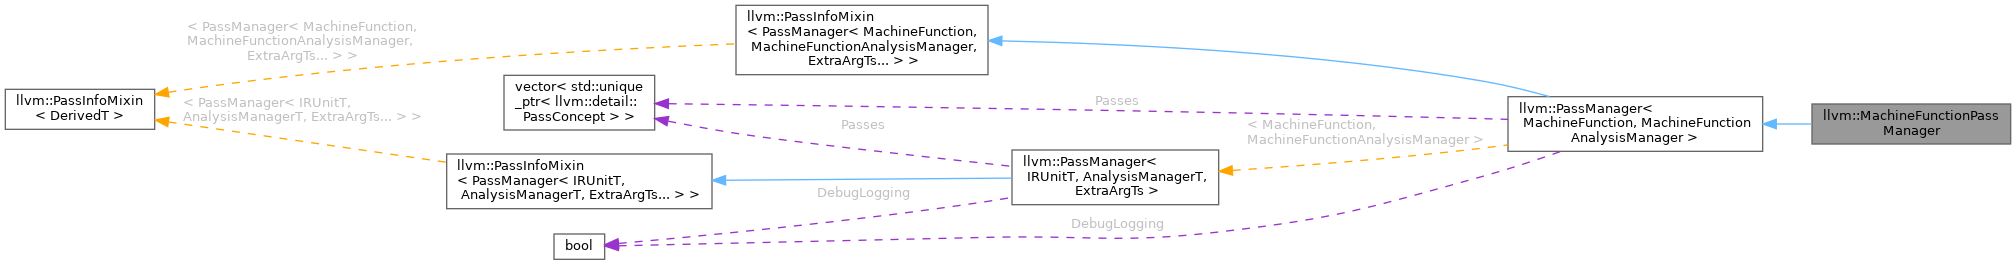 llvm::PassInfoMixin
< PassManager< MachineFunction,
MachineFunctionAnalysisManager,
ExtraArgTs... > >
< PassManager< MachineFunction,
MachineFunctionAnalysisManager,
ExtraArgTs... > >
vector< std::unique
_ptr< llvm::detail::
PassConcept > >
llvm::PassInfoMixin
< DerivedT >
< PassManager< IRUnitT,
AnalysisManagerT, ExtraArgTs... > >
Passes
Passes
llvm::PassManager<
MachineFunction, MachineFunction
AnalysisManager >
llvm::MachineFunctionPass
Manager
< MachineFunction,
MachineFunctionAnalysisManager >
llvm::PassInfoMixin
< PassManager< IRUnitT,
AnalysisManagerT, ExtraArgTs... > >
llvm::PassManager<
IRUnitT, AnalysisManagerT,
ExtraArgTs >
DebugLogging
DebugLogging
bool